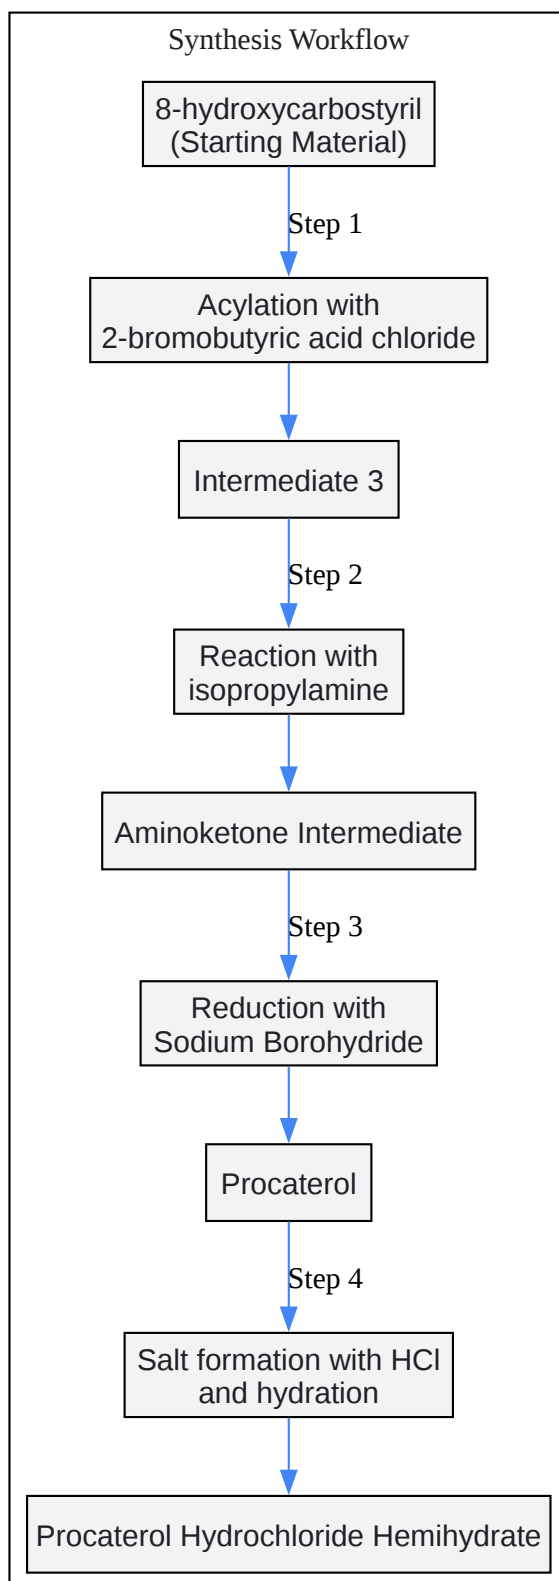 Synthesis Workflow
8-hydroxycarbostyril
(Starting Material)
Step 1
Acylation with
2-bromobutyric acid chloride
Intermediate 3
Step 2
Reaction with
isopropylamine
Aminoketone Intermediate
Step 3
Reduction with
Sodium Borohydride
Procaterol
Step 4
Salt formation with HCl
and hydration
Procaterol Hydrochloride Hemihydrate